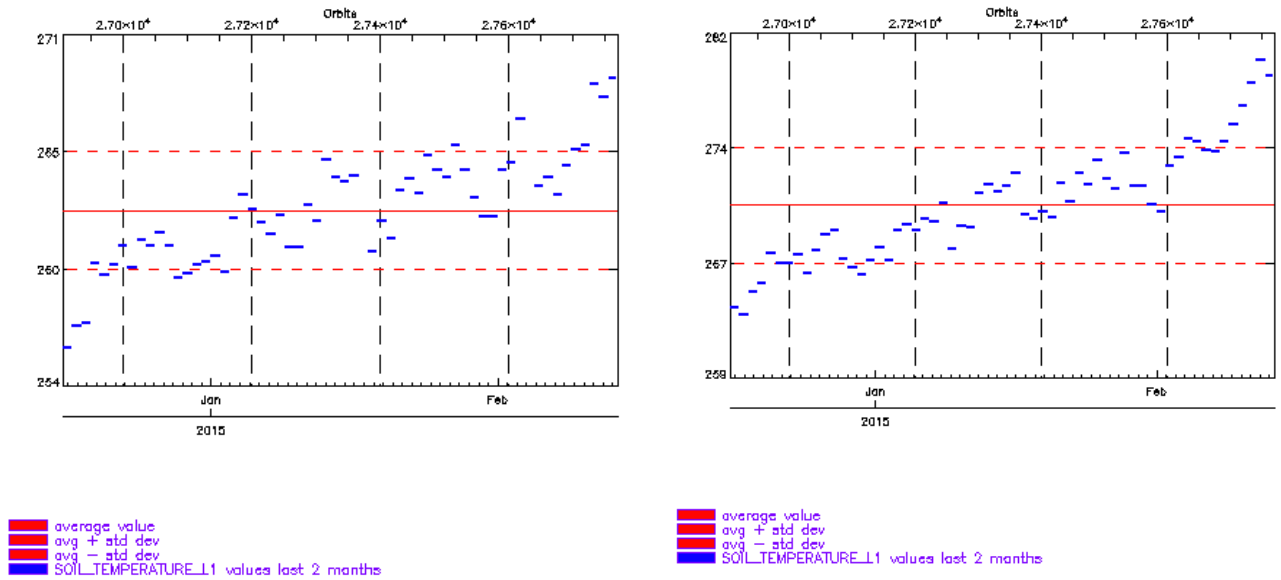 Orbits
2.70×10⁴ 2.72×10⁴ 2.74×10⁴ 2.76×10⁴
271
265
260
254
Jan Feb
2015
average value
avg + std dev
avg − std dev
SOIL_TEMPERATURE_L1 values last 2 months
Orbits
2.70×10⁴ 2.72×10⁴ 2.74×10⁴ 2.76×10⁴
282
274
267
259
Jan Feb
2015
average value
avg + std dev
avg − std dev
SOIL_TEMPERATURE_L1 values last 2 months